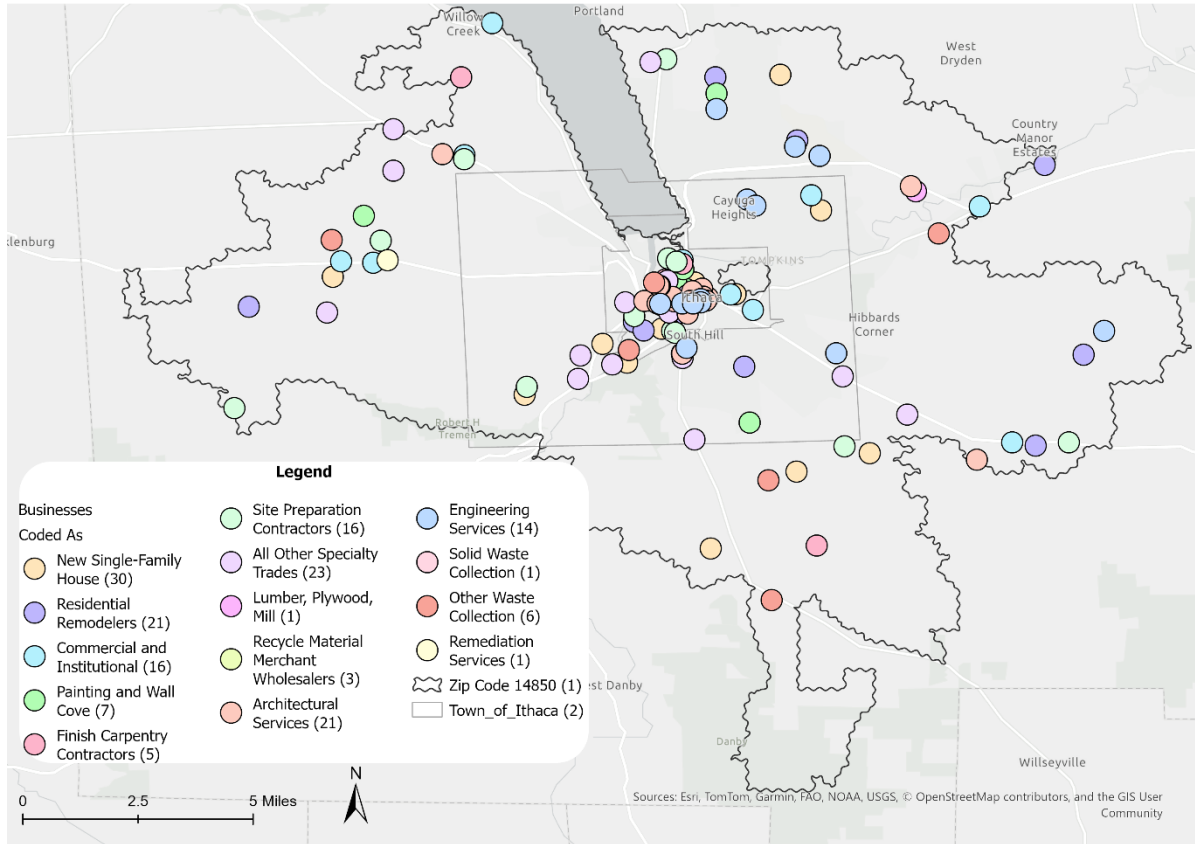 Portland
Willow
Creek
West
Dryden
Country
Manor
Estates
Cayuga
Heights
klenburg
TOMPKINS
Ithaca
Hibbards
Corner
South Hill
Robert H
Tremen
Legend
Businesses
Coded As
New Single-Family
House (30)
Residential
Remodelers (21)
Commercial and
Institutional (16)
Painting and Wall
Cove (7)
Finish Carpentry
Contractors (5)
Site Preparation
Contractors (16)
All Other Specialty
Trades (23)
Lumber, Plywood,
Mill (1)
Recycle Material
Merchant
Wholesalers (3)
Architectural
Services (21)
Engineering
Services (14)
Solid Waste
Collection (1)
Other Waste
Collection (6)
Remediation
Services (1)
Zip Code 14850 (1)
Town_of_Ithaca (2)
est Danby
Danby
Willseyville
N
0 2.5 5 Miles
Sources: Esri, TomTom, Garmin, FAO, NOAA, USGS, © OpenStreetMap contributors, and the GIS User
Community